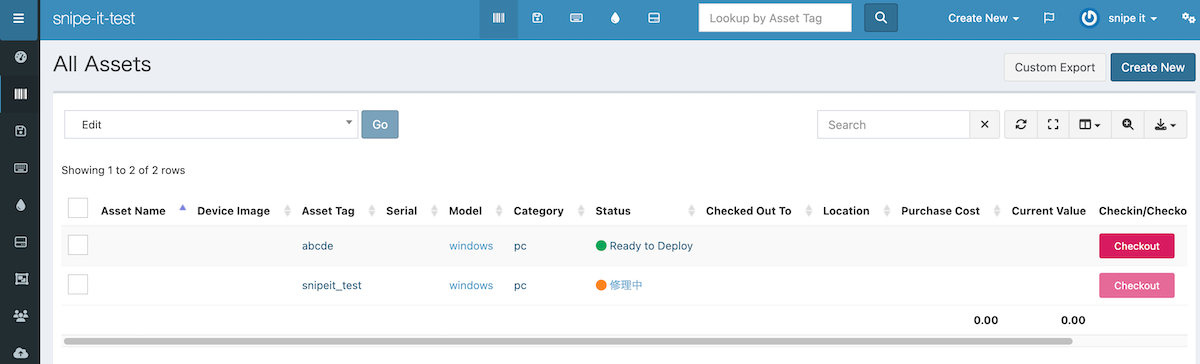 snipe-it-test
Lookup by Asset Tag
Create New
snipe it
All Assets
Custom Export
Create New
Edit
Go
Search
Showing 1 to 2 of 2 rows
Asset Name Device Image Asset Tag Serial Model Category Status Checked Out To Location Purchase Cost Current Value Checkin/Checko
abcde windows pc Ready to Deploy Checkout
snipeit_test windows pc 修理中 Checkout
0.00 0.00